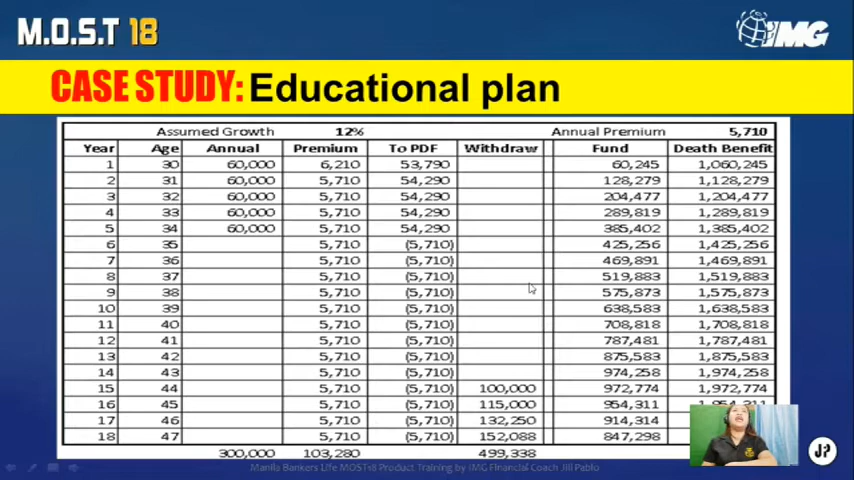 M.O.S.T 18
IMG
CASE STUDY: Educational plan
Assumed Growth 12% Annual Premium 5,710
Year Age Annual Premium To PDF Withdraw Fund Death Benefit
1 30 60,000 6,210 53,790 60,245 1,060,245
2 31 60,000 5,710 54,290 128,279 1,128,279
3 32 60,000 5,710 54,290 204,477 1,204,477
4 33 60,000 5,710 54,290 289,819 1,289,819
5 34 60,000 5,710 54,290 385,402 1,385,402
6 35 5,710 (5,710) 425,256 1,425,256
7 36 5,710 (5,710) 469,891 1,469,891
8 37 5,710 (5,710) 519,883 1,519,883
9 38 5,710 (5,710) 575,873 1,575,873
10 39 5,710 (5,710) 638,583 1,638,583
11 40 5,710 (5,710) 708,818 1,708,818
12 41 5,710 (5,710) 787,481 1,787,481
13 42 5,710 (5,710) 875,583 1,875,583
14 43 5,710 (5,710) 974,258 1,974,258
15 44 5,710 (5,710) 100,000 972,774 1,972,774
16 45 5,710 (5,710) 115,000 954,311
17 46 5,710 (5,710) 132,250 914,314
18 47 5,710 (5,710) 152,088 847,298
300,000 103,280 499,338
Manila Bankers Life MOST18 Product Training by IMG Financial Coach Jill Pablo
JP